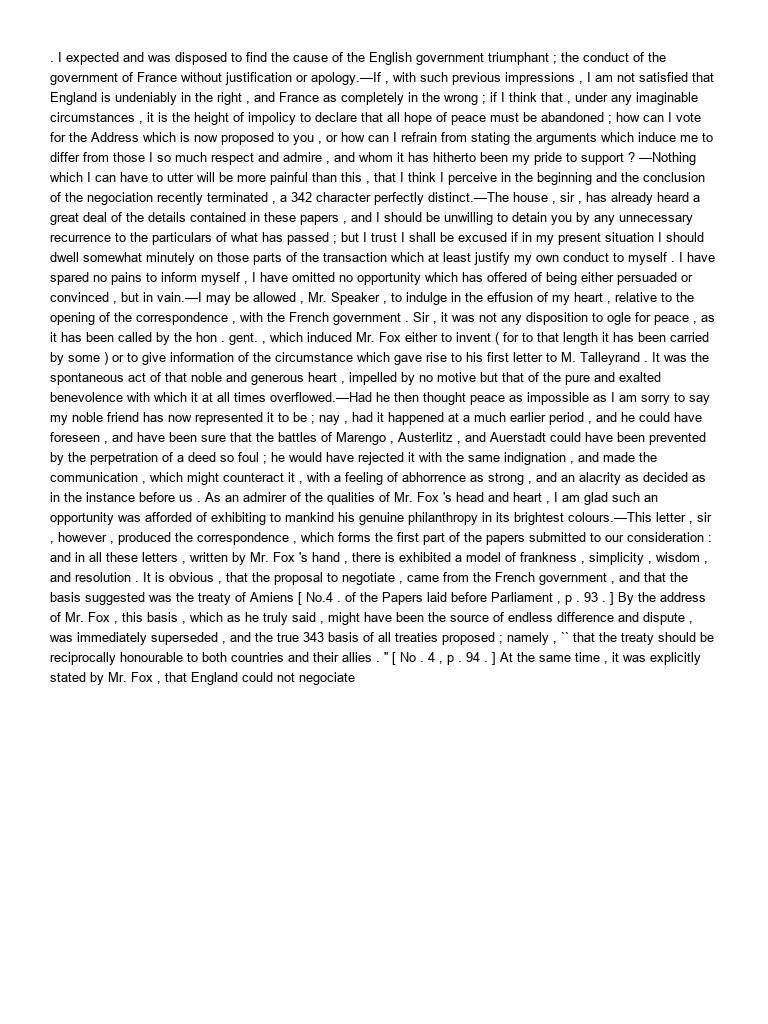 . I expected and was disposed to find the cause of the English government triumphant ; the conduct of the
government of France without justification or apology.—If , with such previous impressions , I am not satisfied that
England is undeniably in the right , and France as completely in the wrong ; if I think that , under any imaginable
circumstances , it is the height of impolicy to declare that all hope of peace must be abandoned ; how can I vote
for the Address which is now proposed to you , or how can I refrain from stating the arguments which induce me to
differ from those I so much respect and admire , and whom it has hitherto been my pride to support ? —Nothing
which I can have to utter will be more painful than this , that I think I perceive in the beginning and the conclusion
of the negociation recently terminated , a 342 character perfectly distinct.—The house , sir , has already heard a
great deal of the details contained in these papers , and I should be unwilling to detain you by any unnecessary
recurrence to the particulars of what has passed ; but I trust I shall be excused if in my present situation I should
dwell somewhat minutely on those parts of the transaction which at least justify my own conduct to myself . I have
spared no pains to inform myself , I have omitted no opportunity which has offered of being either persuaded or
convinced , but in vain.—I may be allowed , Mr. Speaker , to indulge in the effusion of my heart , relative to the
opening of the correspondence , with the French government . Sir , it was not any disposition to ogle for peace , as
it has been called by the hon . gent. , which induced Mr. Fox either to invent ( for to that length it has been carried
by some ) or to give information of the circumstance which gave rise to his first letter to M. Talleyrand . It was the
spontaneous act of that noble and generous heart , impelled by no motive but that of the pure and exalted
benevolence with which it at all times overflowed.—Had he then thought peace as impossible as I am sorry to say
my noble friend has now represented it to be ; nay , had it happened at a much earlier period , and he could have
foreseen , and have been sure that the battles of Marengo , Austerlitz , and Auerstadt could have been prevented
by the perpetration of a deed so foul ; he would have rejected it with the same indignation , and made the
communication , which might counteract it , with a feeling of abhorrence as strong , and an alacrity as decided as
in the instance before us . As an admirer of the qualities of Mr. Fox 's head and heart , I am glad such an
opportunity was afforded of exhibiting to mankind his genuine philanthropy in its brightest colours.—This letter , sir
, however , produced the correspondence , which forms the first part of the papers submitted to our consideration :
and in all these letters , written by Mr. Fox 's hand , there is exhibited a model of frankness , simplicity , wisdom ,
and resolution . It is obvious , that the proposal to negotiate , came from the French government , and that the
basis suggested was the treaty of Amiens [ No.4 . of the Papers laid before Parliament , p . 93 . ] By the address
of Mr. Fox , this basis , which as he truly said , might have been the source of endless difference and dispute ,
was immediately superseded , and the true 343 basis of all treaties proposed ; namely , `` that the treaty should be
reciprocally honourable to both countries and their allies . '' [ No . 4 , p . 94 . ] At the same time , it was explicitly
stated by Mr. Fox , that England could not negociate